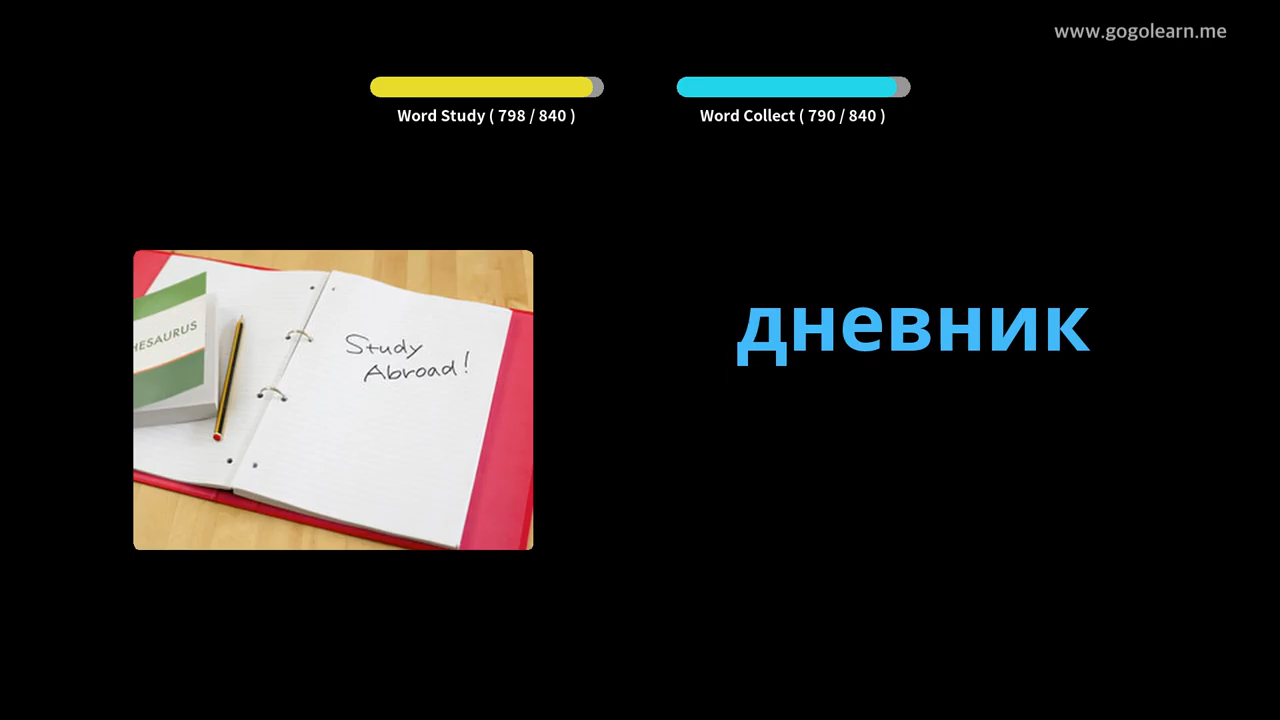 www.gogolearn.me
Word Study ( 798 / 840 )
Word Collect ( 790 / 840 )
HESAURUS
Study
Abroad!
дневник